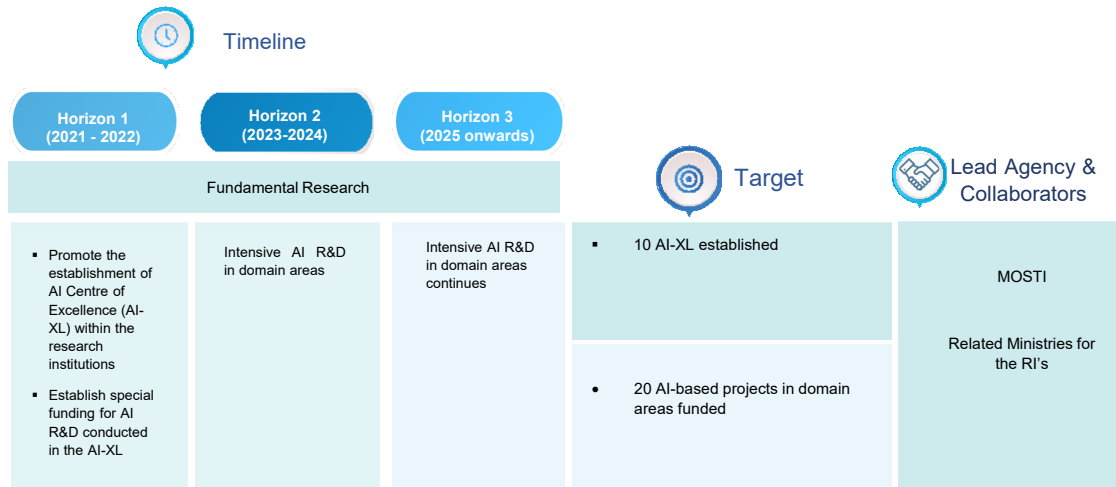 Timeline
Horizon 1
(2021 - 2022)
Horizon 2
(2023-2024)
Horizon 3
(2025 onwards)
Target
Lead Agency &
Collaborators
Fundamental Research
▪ Promote the
establishment of
AI Centre of
Excellence (AI-
XL) within the
research
institutions
▪ Establish special
funding for AI
R&D conducted
in the AI-XL
Intensive AI R&D
in domain areas
Intensive AI R&D
in domain areas
continues
▪ 10 AI-XL established
• 20 AI-based projects in domain
areas funded
MOSTI
Related Ministries for
the RI's